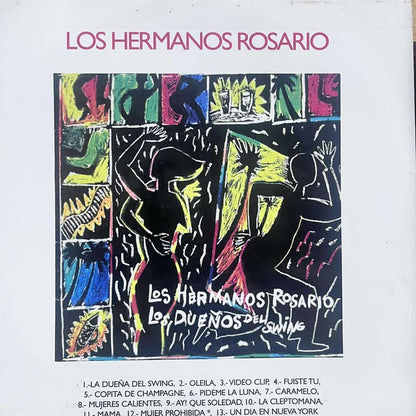 LOS HERMANOS ROSARIO
LOS HERMANOS ROSARIO
LOS DUEÑOS DEL SWING
1.-LA DUEÑA DEL SWING, 2.- OLEILA, 3.-VIDEO CLIP, 4.- FUISTE TU,
5.- COPITA DE CHAMPAGNE, 6.- PIDEME LA LUNA, 7.- CARAMELO,
8.- MUJERES CALIENTES, 9.- AY! QUE SOLEDAD, 10.- LA CLEPTOMANA,
11.- MAMA, 12.- MUJER PROHIBIDA *, 13.- UN DIA EN NUEVA YORK